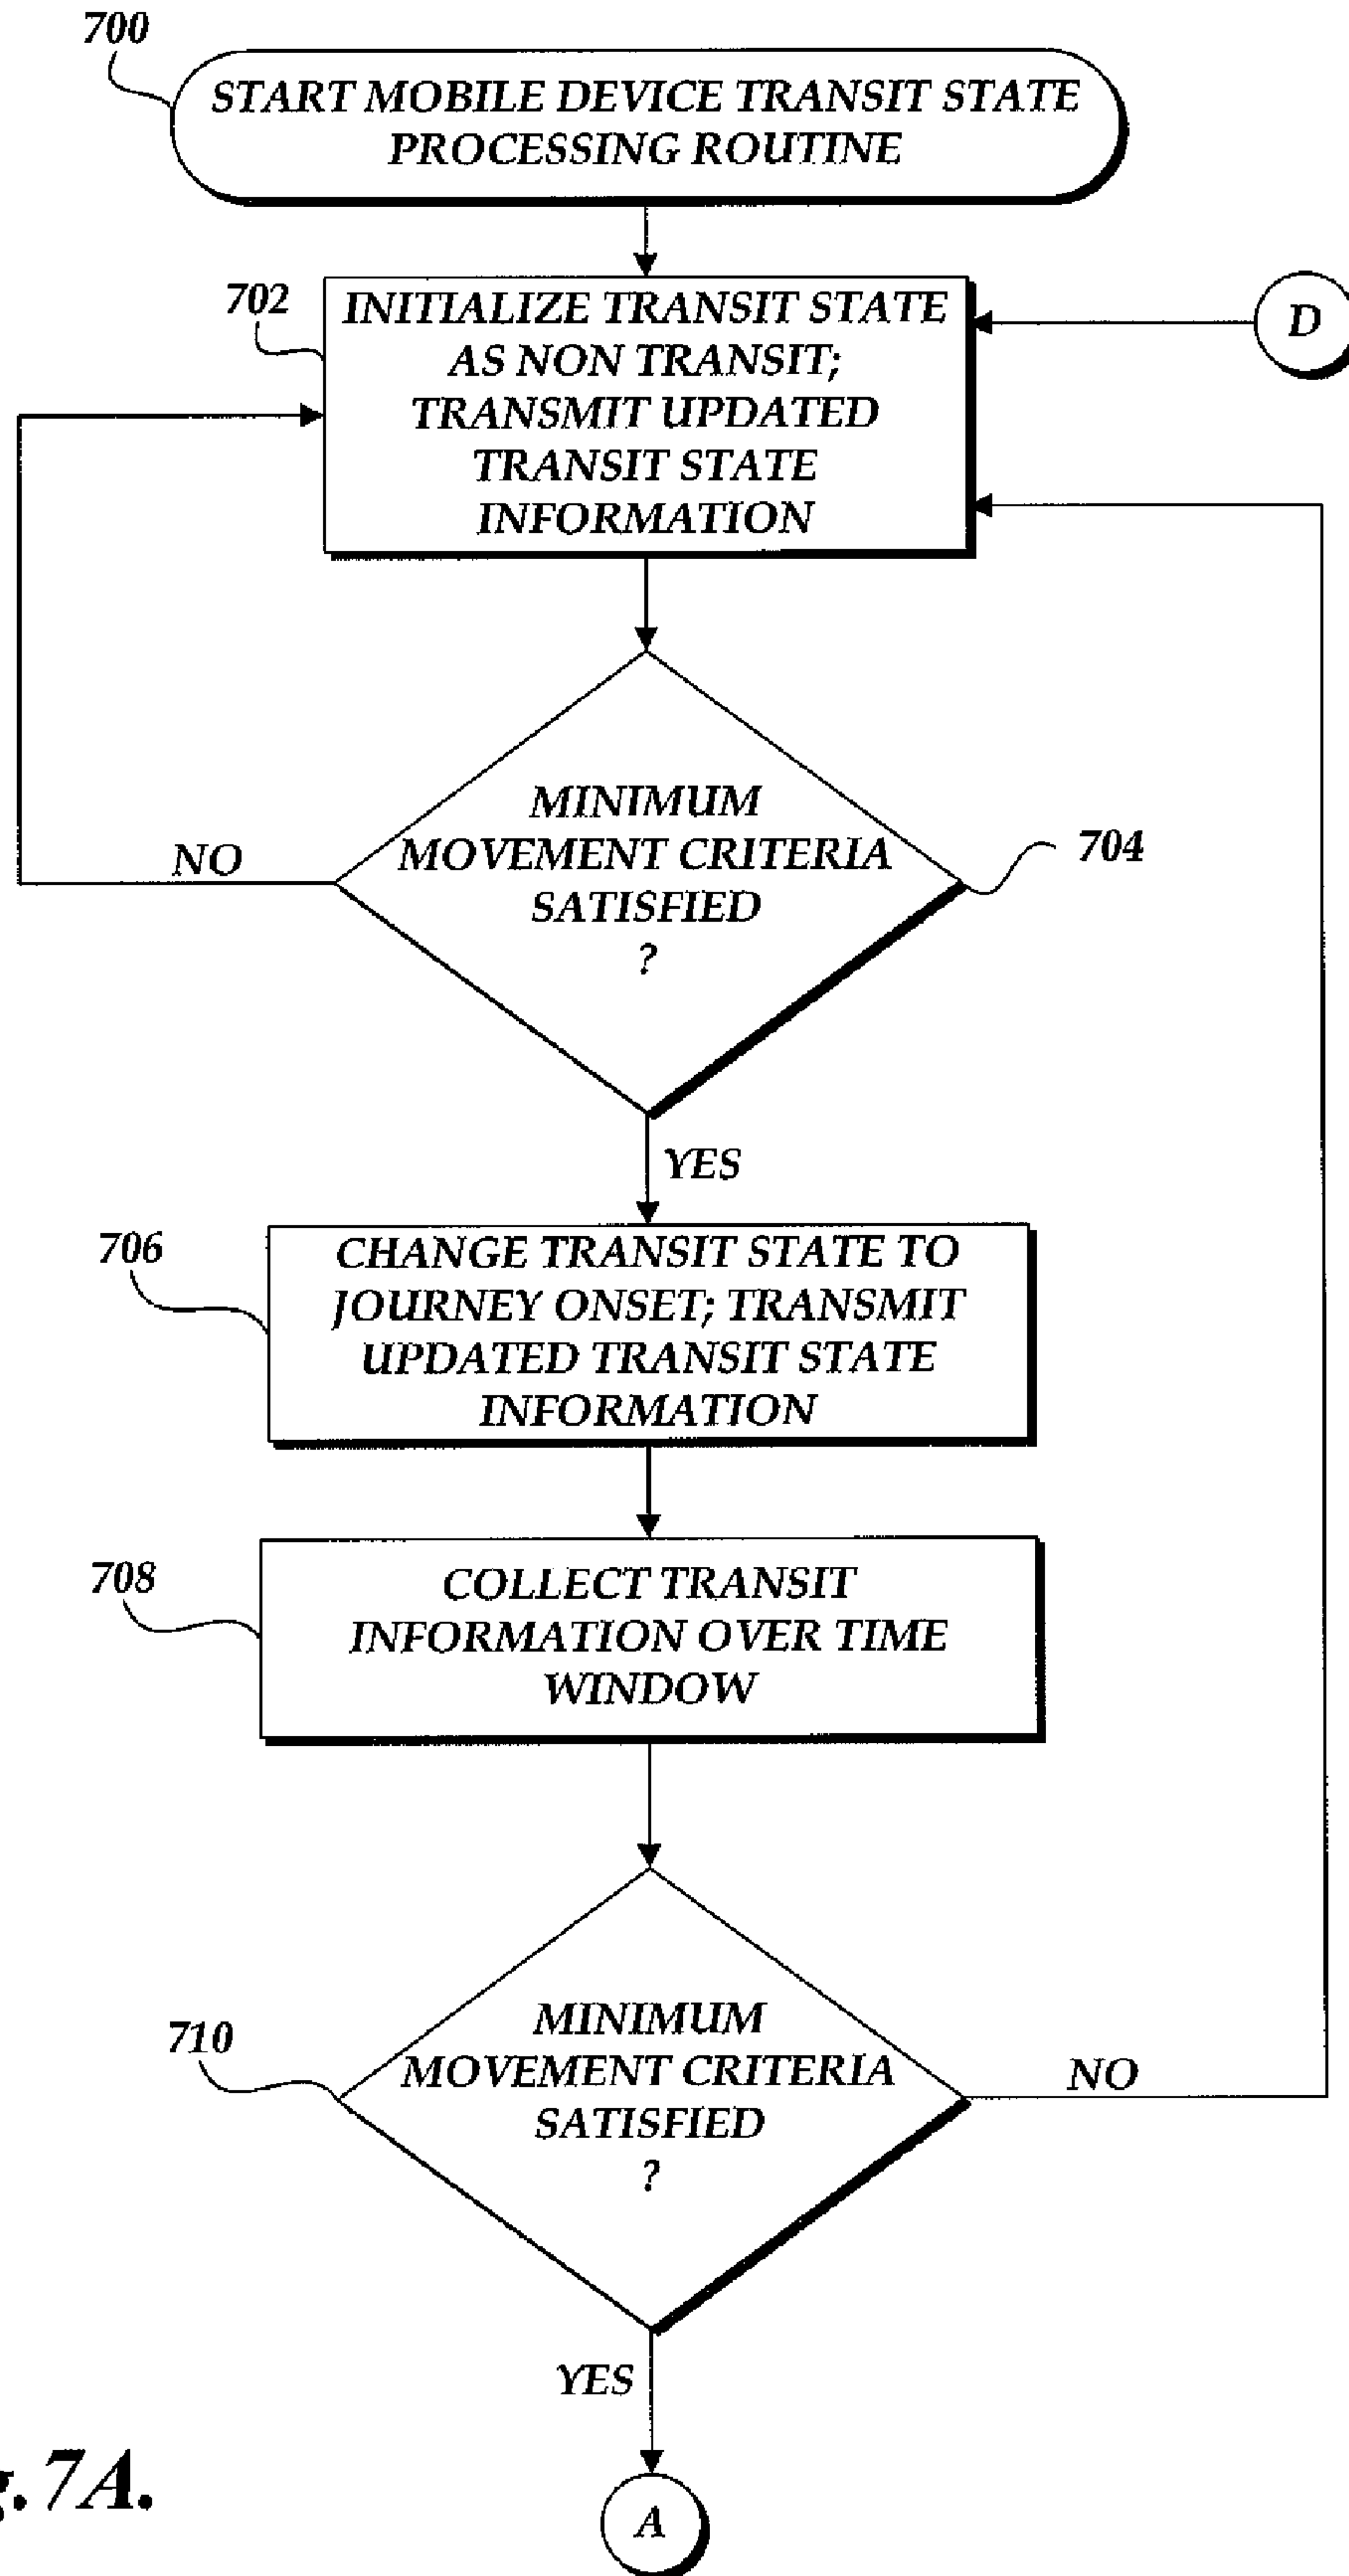 700
START MOBILE DEVICE TRANSIT STATE
PROCESSING ROUTINE
702
INITIALIZE TRANSIT STATE
AS NON TRANSIT;
TRANSMIT UPDATED
TRANSIT STATE
INFORMATION
D
MINIMUM
MOVEMENT CRITERIA
SATISFIED
?
704
NO
YES
706
CHANGE TRANSIT STATE TO
JOURNEY ONSET; TRANSMIT
UPDATED TRANSIT STATE
INFORMATION
708
COLLECT TRANSIT
INFORMATION OVER TIME
WINDOW
710
MINIMUM
MOVEMENT CRITERIA
SATISFIED
?
NO
YES
A
g. 7A.